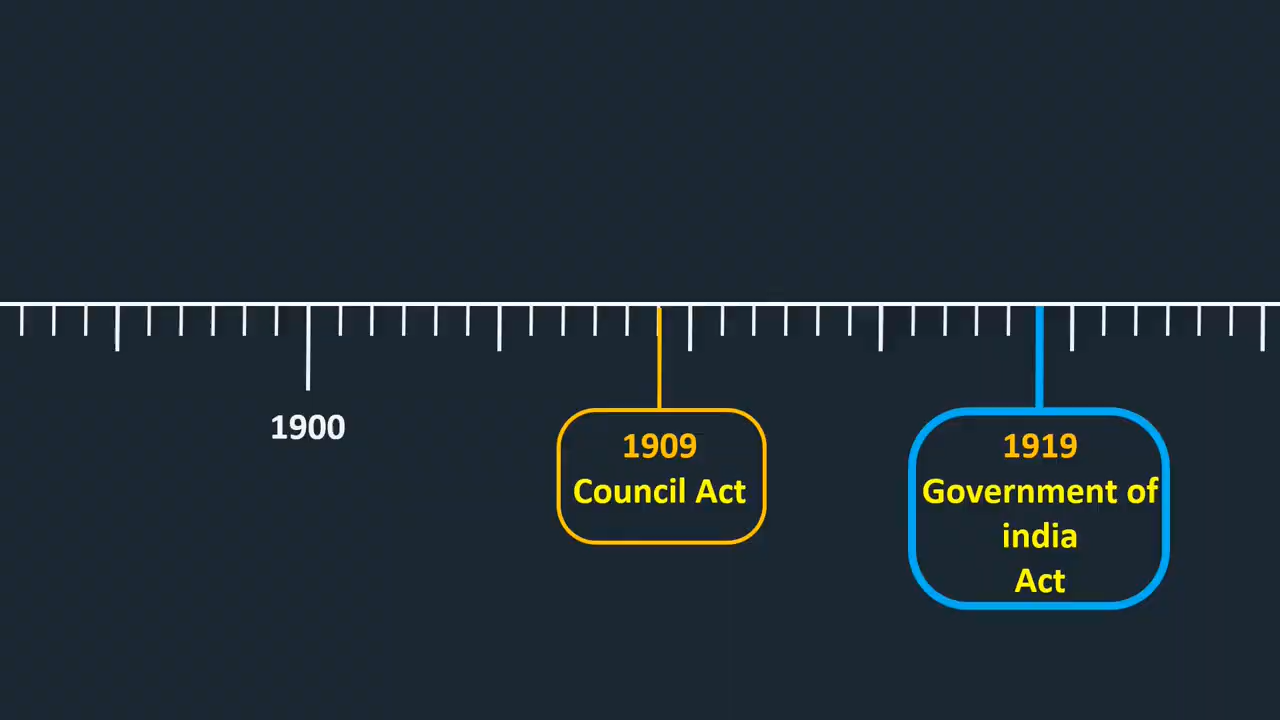 1900
1909
Council Act
1919
Government of
india
Act